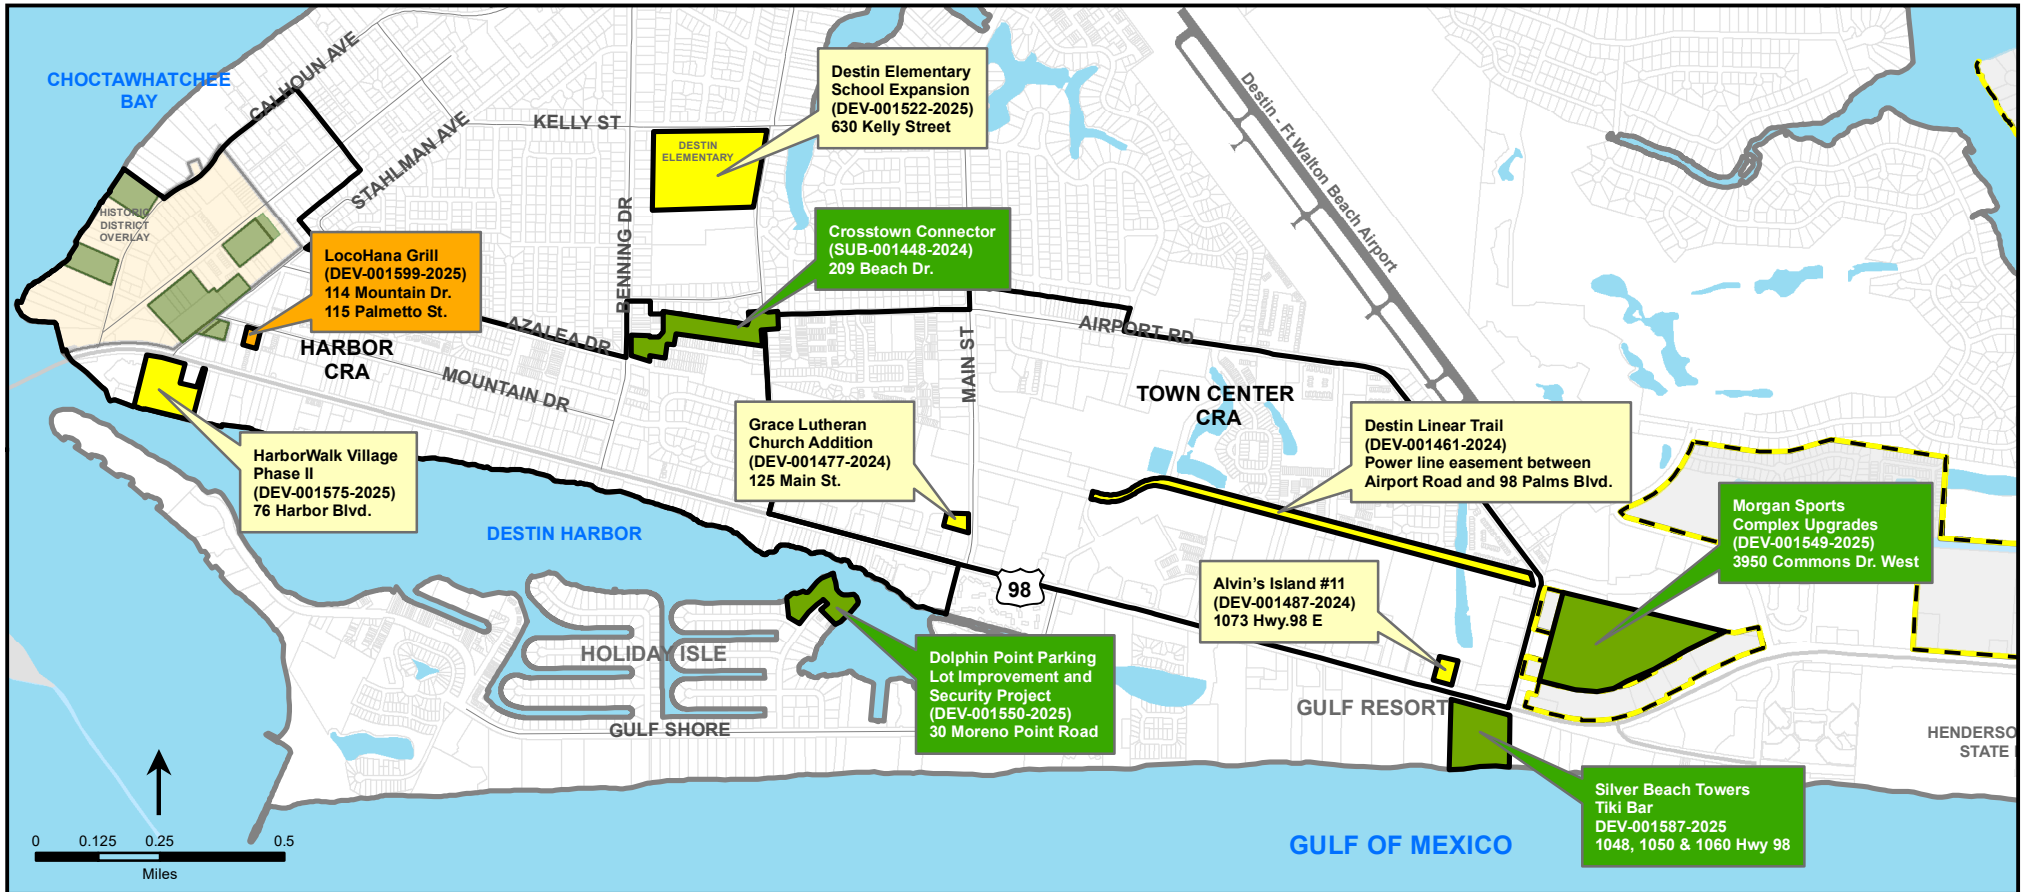 CHOCTAWHATCHEE
BAY
CALHOUN AVE
STAHLMAN AVE
KELLY ST
BENNING DR
DESTIN
ELEMENTARY
Destin Elementary
School Expansion
(DEV-001522-2025)
630 Kelly Street
Destin - Ft Walton Beach Airport
HISTORIC
DISTRICT
OVERLAY
LocoHana Grill
(DEV-001599-2025)
114 Mountain Dr.
115 Palmetto St.
Crosstown Connector
(SUB-001448-2024)
209 Beach Dr.
HARBOR
CRA
AZALEA DR
MOUNTAIN DR
MAIN ST
AIRPORT RD
TOWN CENTER
CRA
Grace Lutheran
Church Addition
(DEV-001477-2024)
125 Main St.
Destin Linear Trail
(DEV-001461-2024)
Power line easement between
Airport Road and 98 Palms Blvd.
HarborWalk Village
Phase II
(DEV-001575-2025)
76 Harbor Blvd.
DESTIN HARBOR
Morgan Sports
Complex Upgrades
(DEV-001549-2025)
3950 Commons Dr. West
98
Alvin's Island #11
(DEV-001487-2024)
1073 Hwy.98 E
HOLIDAY ISLE
Dolphin Point Parking
Lot Improvement and
Security Project
(DEV-001550-2025)
30 Moreno Point Road
GULF RESORT
GULF SHORE
HENDERSO
STATE
Silver Beach Towers
Tiki Bar
DEV-001587-2025
1048, 1050 & 1060 Hwy 98
GULF OF MEXICO
0 0.125 0.25 0.5
Miles